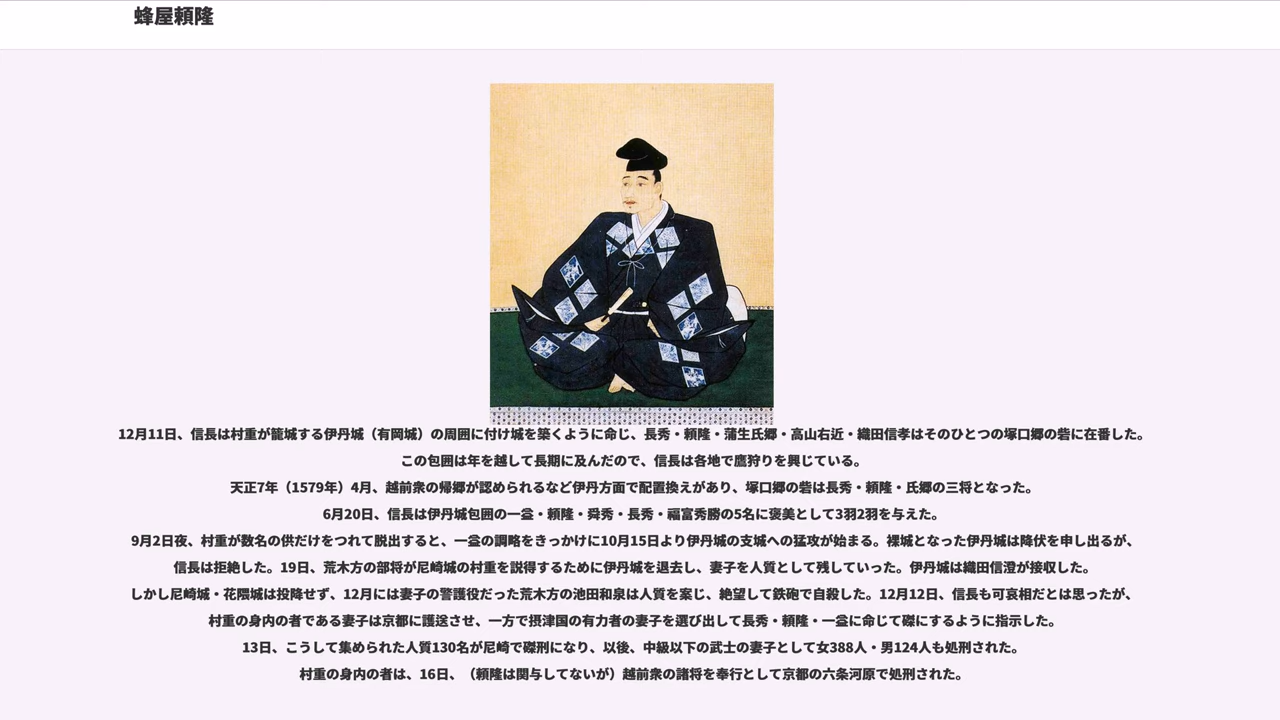 蜂屋頼隆
12月11日、信長は村重が籠城する伊丹城（有岡城）の周囲に付け城を築くように命じ、長秀・頼隆・蒲生氏郷・高山右近・織田信孝はそのひとつの塚口郷の砦に在番した。
この包囲は年を越して長期に及んだので、信長は各地で鷹狩りを興じている。
天正7年（1579年）4月、越前衆の帰郷が認められるなど伊丹方面で配置換えがあり、塚口郷の砦は長秀・頼隆・氏郷の三将となった。
6月20日、信長は伊丹城包囲の一益・頼隆・舜秀・長秀・福富秀勝の5名に褒美として3羽2羽を与えた。
9月2日夜、村重が数名の供だけをつれて脱出すると、一益の調略をきっかけに10月15日より伊丹城の支城への猛攻が始まる。裸城となった伊丹城は降伏を申し出るが、
信長は拒絶した。19日、荒木方の部将が尼崎城の村重を説得するために伊丹城を退去し、妻子を人質として残していった。伊丹城は織田信澄が接収した。
しかし尼崎城・花隈城は投降せず、12月には妻子の警護役だった荒木方の池田和泉は人質を案じ、絶望して鉄砲で自殺した。12月12日、信長も可哀相だとは思ったが、
村重の身内の者である妻子は京都に護送させ、一方で摂津国の有力者の妻子を選び出して長秀・頼隆・一益に命じて磔にするように指示した。
13日、こうして集められた人質130名が尼崎で磔刑になり、以後、中級以下の武士の妻子として女388人・男124人も処刑された。
村重の身内の者は、16日、（頼隆は関与してないが）越前衆の諸将を奉行として京都の六条河原で処刑された。